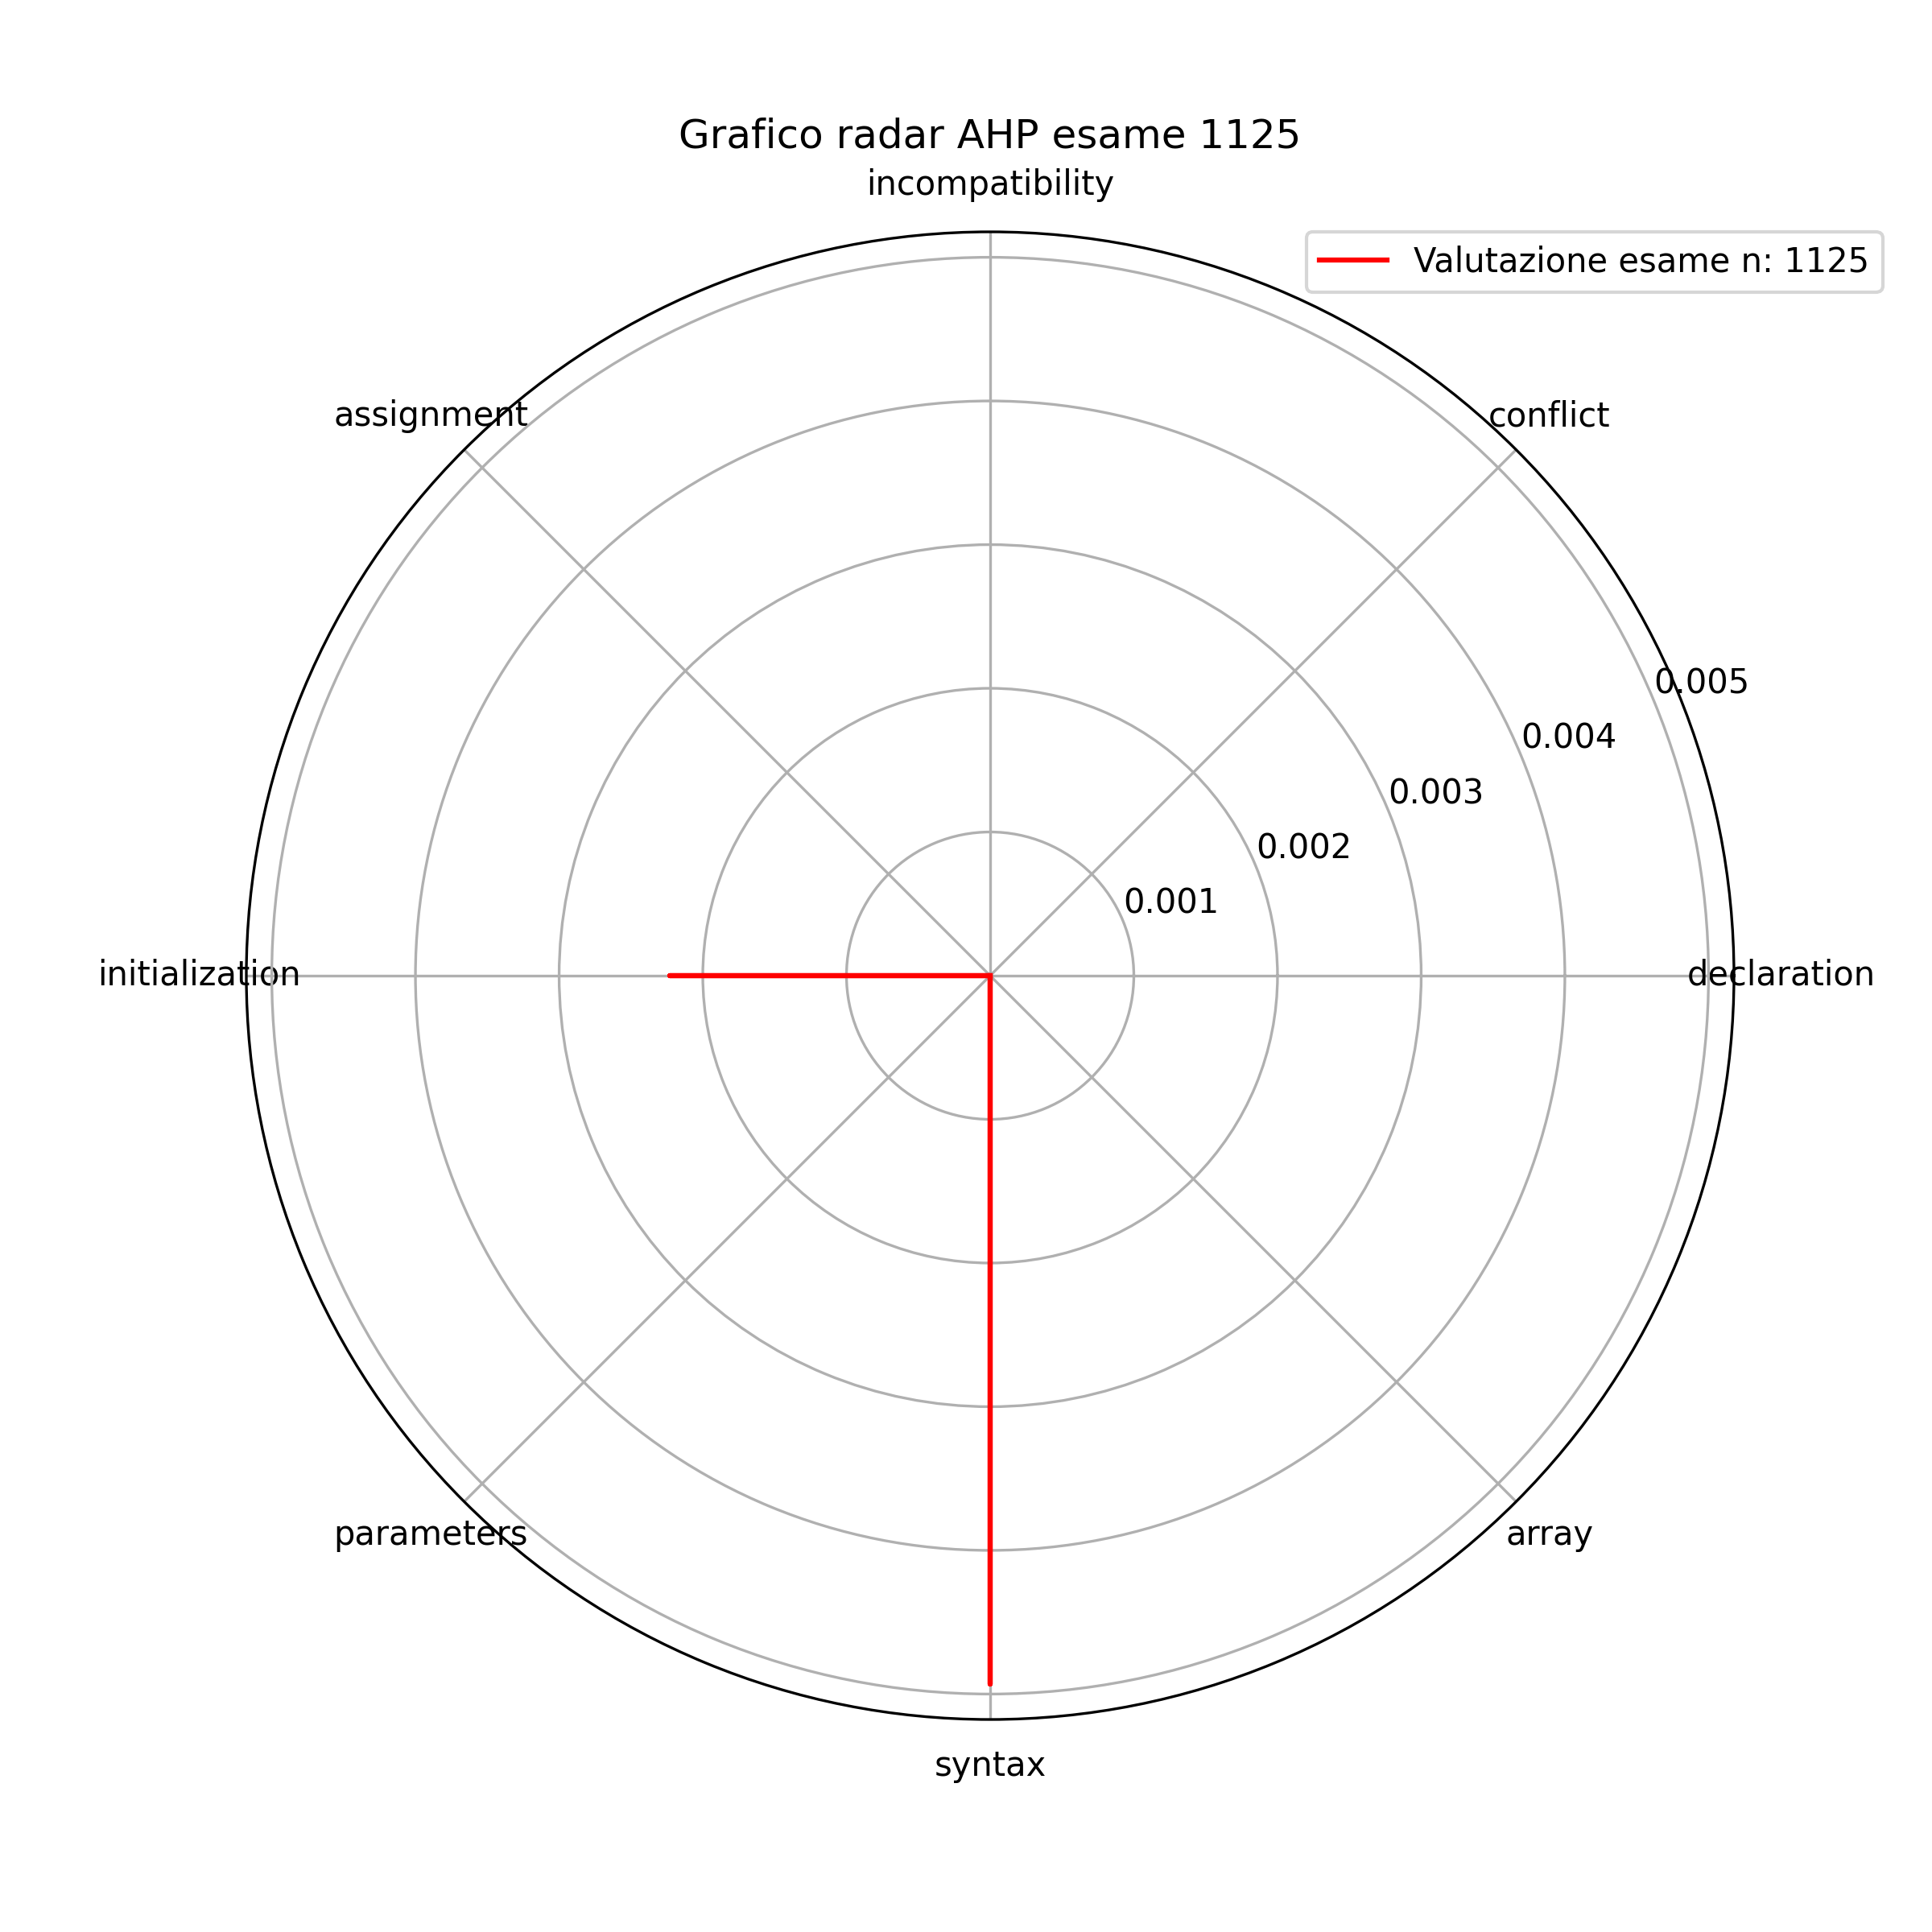 Grafico radar AHP esame 1125
incompatibility
Valutazione esame n: 1125
assignment
conflict
0.005
0.004
0.003
0.002
0.001
initialization
declaration
parameters
array
syntax